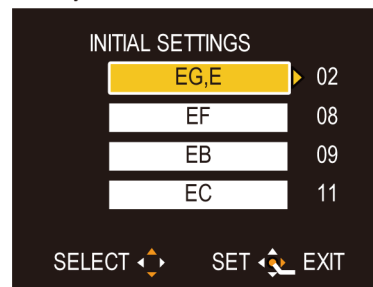 INITIAL SETTINGS
EG,E 02
EF 08
EB 09
EC 11
SELECT SET EXIT